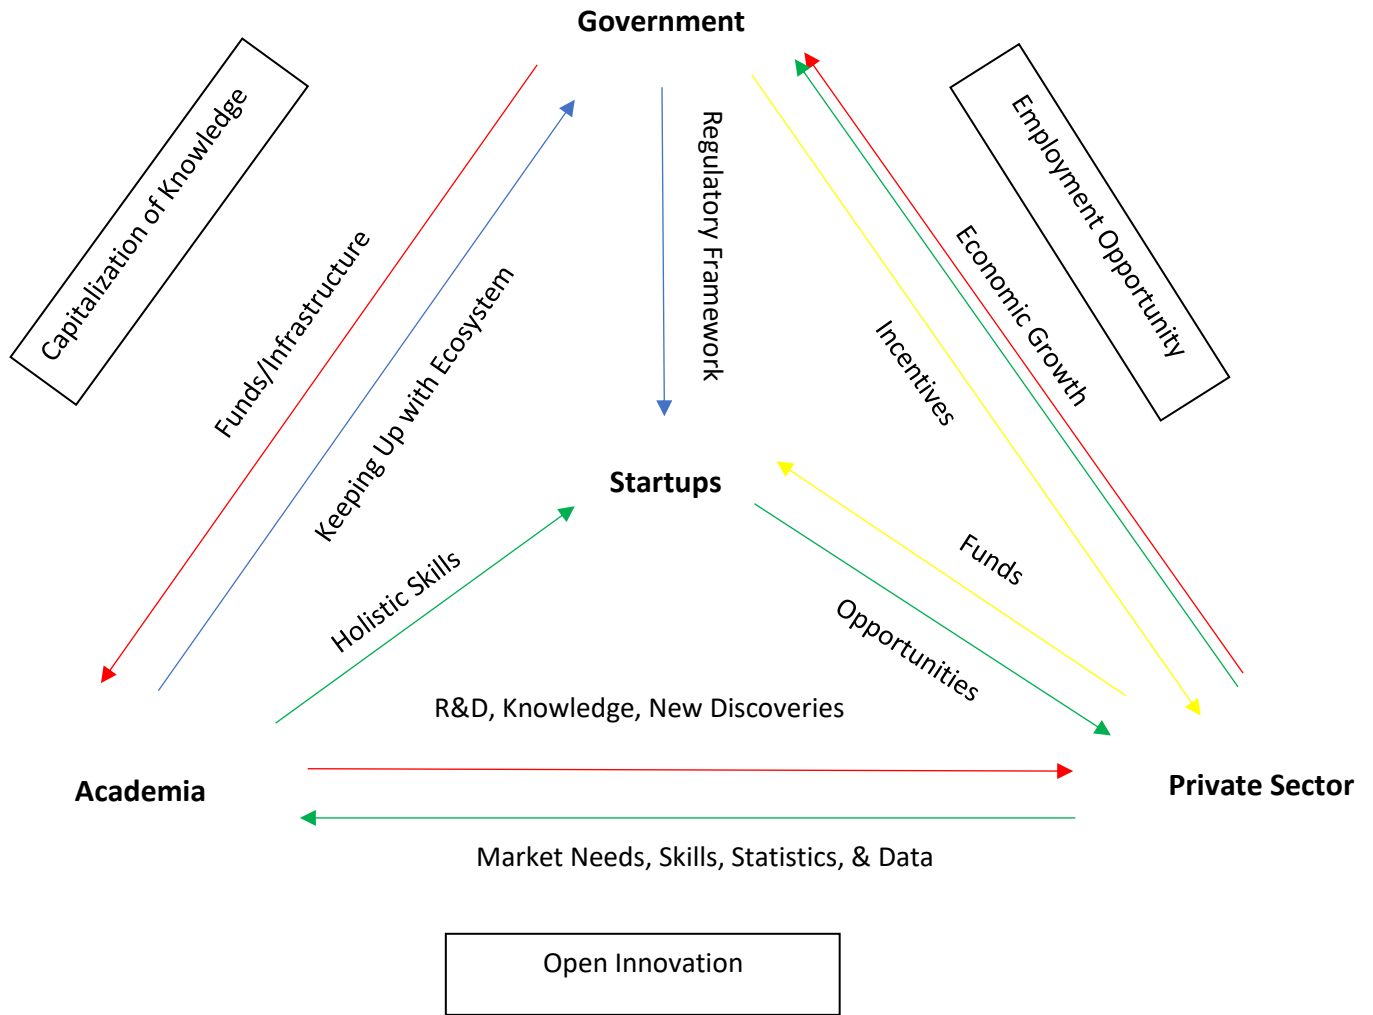 Government
Capitalization of Knowledge
Employment Opportunity
Regulatory Framework
Funds/Infrastructure
Keeping Up with Ecosystem
Economic Growth
Incentives
Startups
Holistic Skills
Funds
Opportunities
R&D, Knowledge, New Discoveries
Academia
Private Sector
Market Needs, Skills, Statistics, & Data
Open Innovation